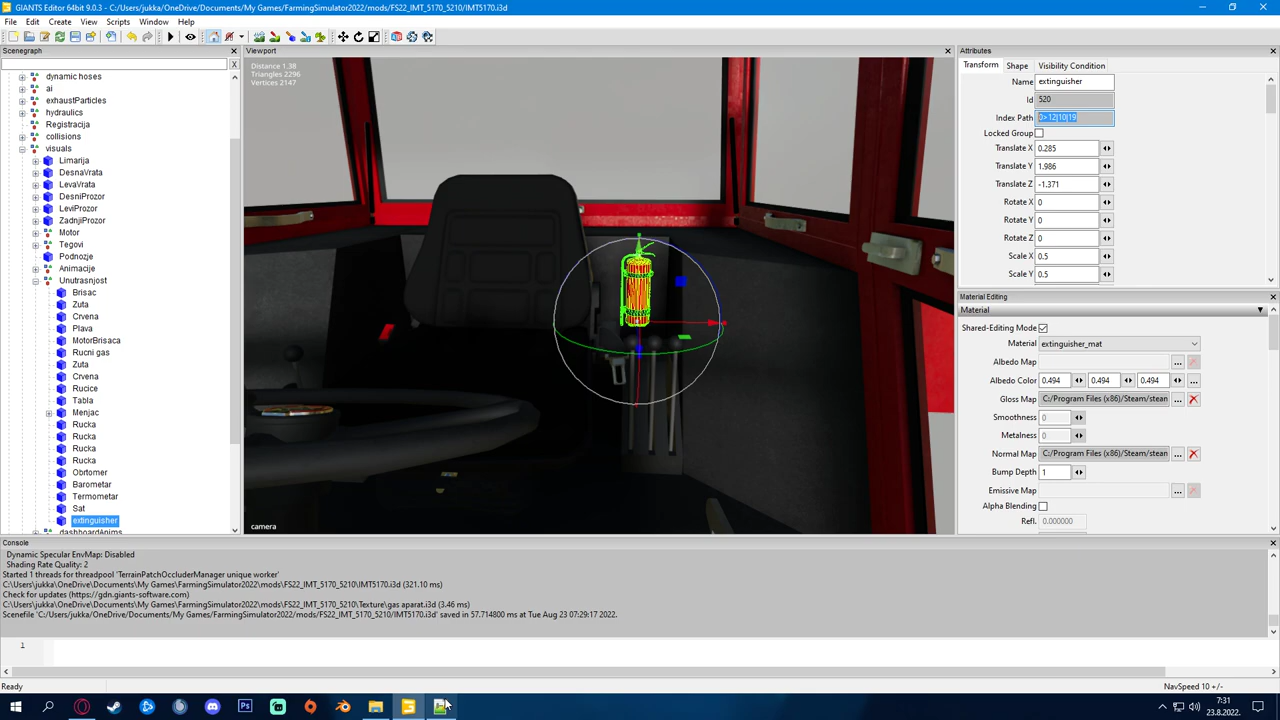 GIANTS Editor 64bit 9.0.3 - C:/Users/jukka/OneDrive/Documents/My Games/FarmingSimulator2022/mods/FS22_IMT_5170_5210/IMT5170.i3d
File Edit Create View Scripts Window Help
Scenegraph
X
dynamic hoses
ai
exhaustParticles
hydraulics
Registracija
collisions
visuals
Limarija
DesnaVrata
LevaVrata
DesniProzor
LeviProzor
ZadnjiProzor
Motor
Tegovi
Podnozje
Animacije
Unutrasnjost
Brisac
Zuta
Crvena
Plava
MotorBrisaca
Rucni gas
Zuta
Crvena
Rucice
Tabla
Menjac
Rucka
Rucka
Rucka
Rucka
Obrtomer
Barometar
Termometar
Sat
extinguisher
dashboardAnims
Viewport
Distance 1.38
Triangles 2296
Vertices 2147
camera
Attributes
Transform Shape Visibility Condition
Name extinguisher
Id 520
Index Path 0>12|10|19
Locked Group
Translate X 0.285
Translate Y 1.986
Translate Z -1.371
Rotate X 0
Rotate Y 0
Rotate Z 0
Scale X 0.5
Scale Y 0.5
Material Editing
Material
Shared-Editing Mode
Material extinguisher_mat
Albedo Map ...
Albedo Color 0.494 0.494 0.494 ...
Gloss Map C:/Program Files (x86)/Steam/stean ...
Smoothness 0
Metalness 0
Normal Map C:/Program Files (x86)/Steam/stean ...
Bump Depth 1
Emissive Map ...
Alpha Blending
Refl. 0.000000
Console
Dynamic Specular EnvMap: Disabled
Shading Rate Quality: 2
Started 1 threads for threadpool 'TerrainPatchOccluderManager unique worker'
C:\Users\jukka\OneDrive\Documents\My Games\FarmingSimulator2022\mods\FS22_IMT_5170_5210\IMT5170.i3d (321.10 ms)
Check for updates (https://gdn.giants-software.com)
C:\Users\jukka\OneDrive\Documents\My Games\FarmingSimulator2022\mods\FS22_IMT_5170_5210\Texture\gas aparat.i3d (3.46 ms)
Scenefile 'C:/Users/jukka/OneDrive/Documents/My Games/FarmingSimulator2022/mods/FS22_IMT_5170_5210/IMT5170.i3d' saved in 57.714800 ms at Tue Aug 23 07:29:17 2022.
1
Ready
NavSpeed 10 +/-
7:31
23.8.2022.